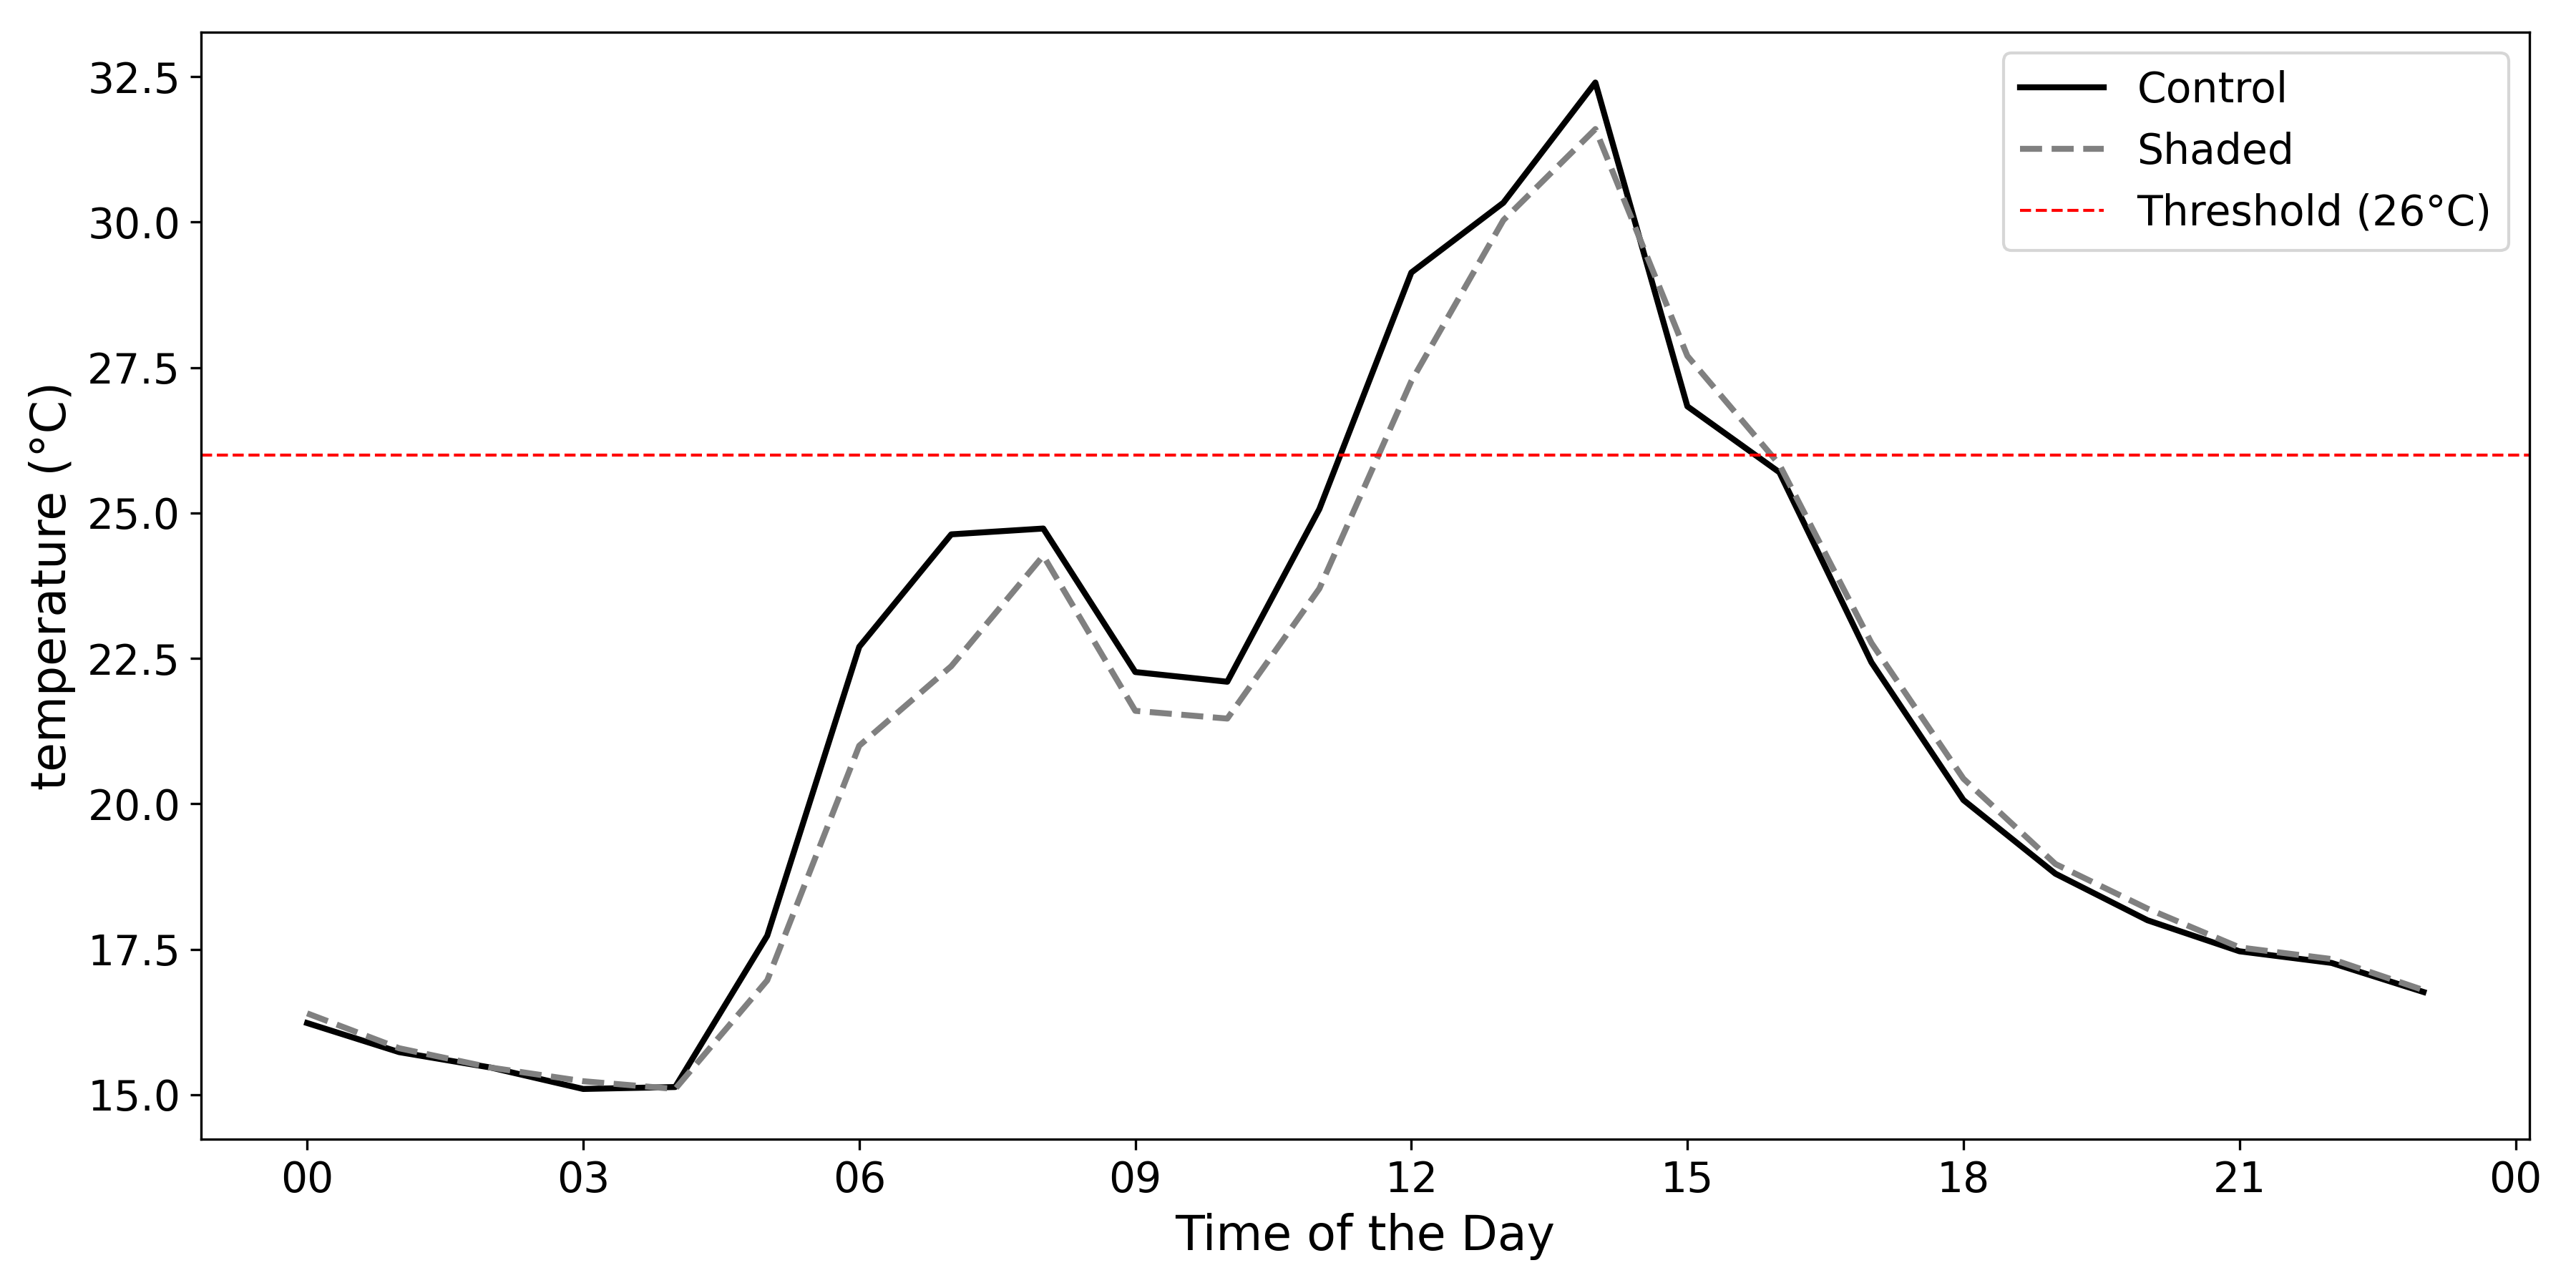 32.5
30.0
27.5
25.0
22.5
20.0
17.5
15.0
temperature (°C)
Control
Shaded
Threshold (26°C)
00 03 06 09 12 15 18 21 00
Time of the Day